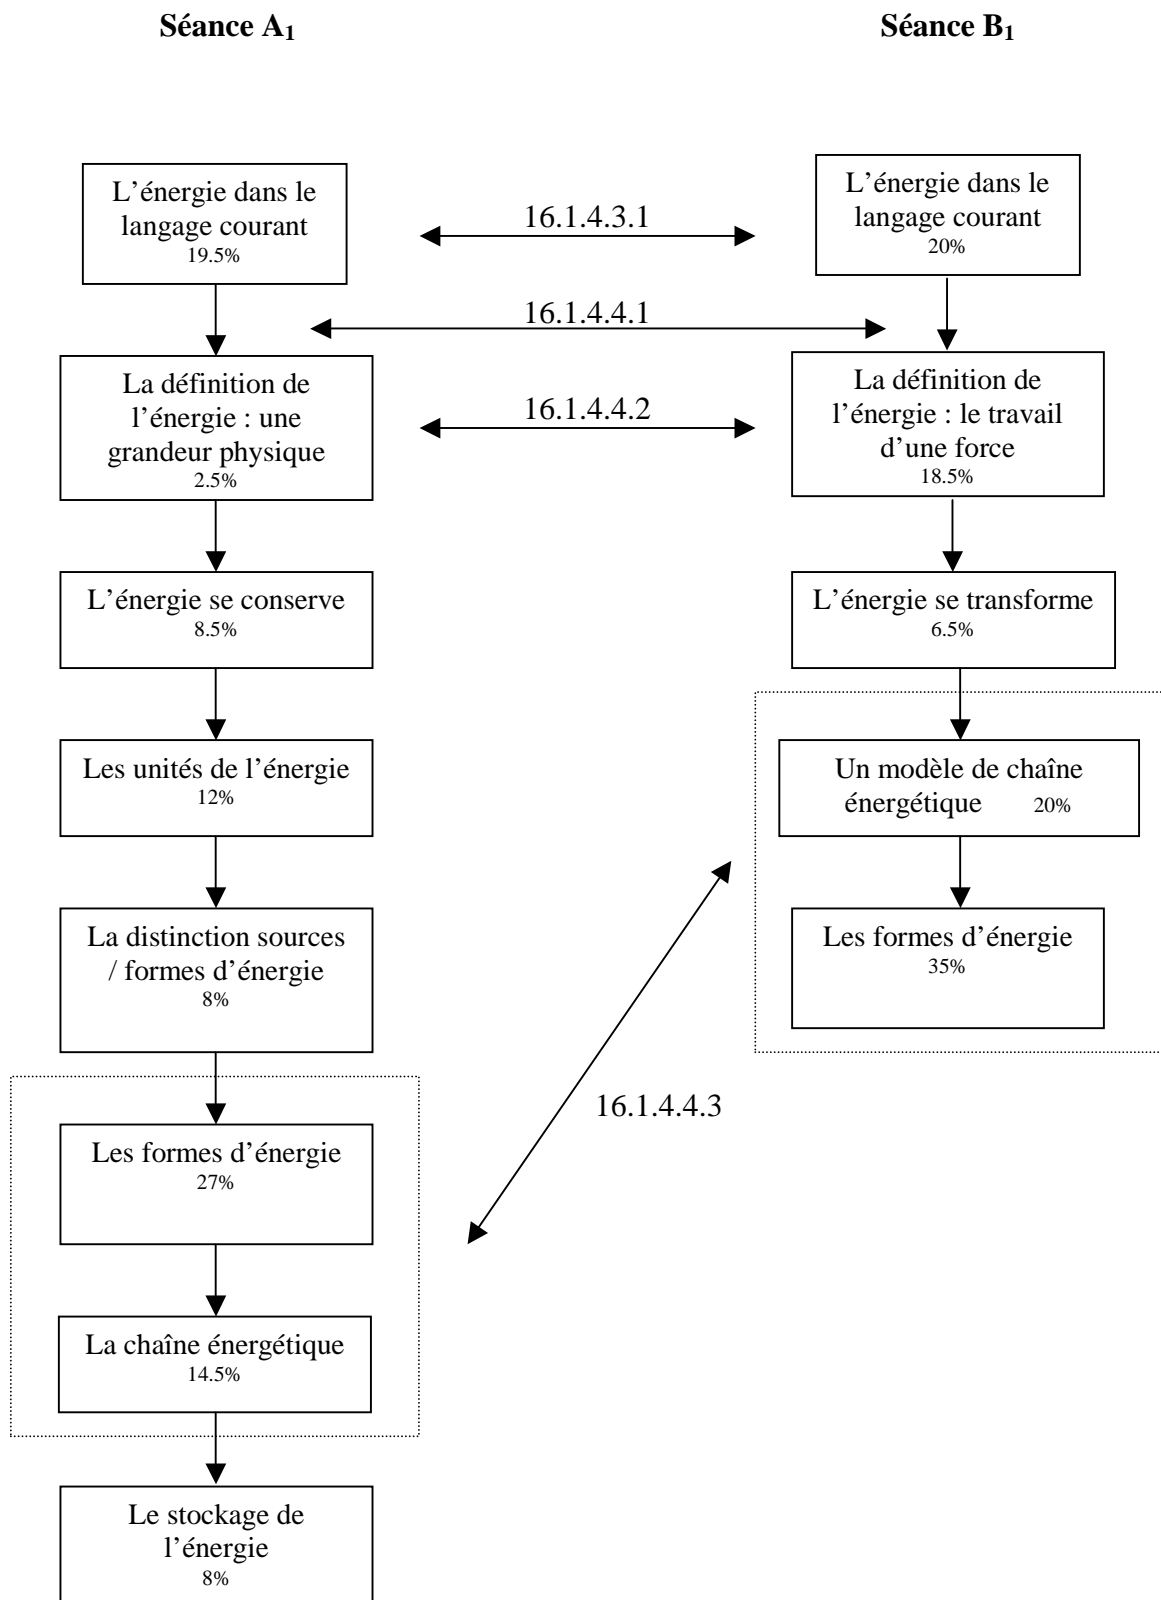 Séance A1
Séance B1
L'énergie dans le
langage courant
19.5%
16.1.4.3.1
L'énergie dans le
langage courant
20%
16.1.4.4.1
La définition de
l'énergie : une
grandeur physique
2.5%
16.1.4.4.2
La définition de
l'énergie : le travail
d'une force
18.5%
L'énergie se conserve
8.5%
L'énergie se transforme
6.5%
Les unités de l'énergie
12%
Un modèle de chaîne
énergétique 20%
La distinction sources
/ formes d'énergie
8%
Les formes d'énergie
35%
16.1.4.4.3
Les formes d'énergie
27%
La chaîne énergétique
14.5%
Le stockage de
l'énergie
8%